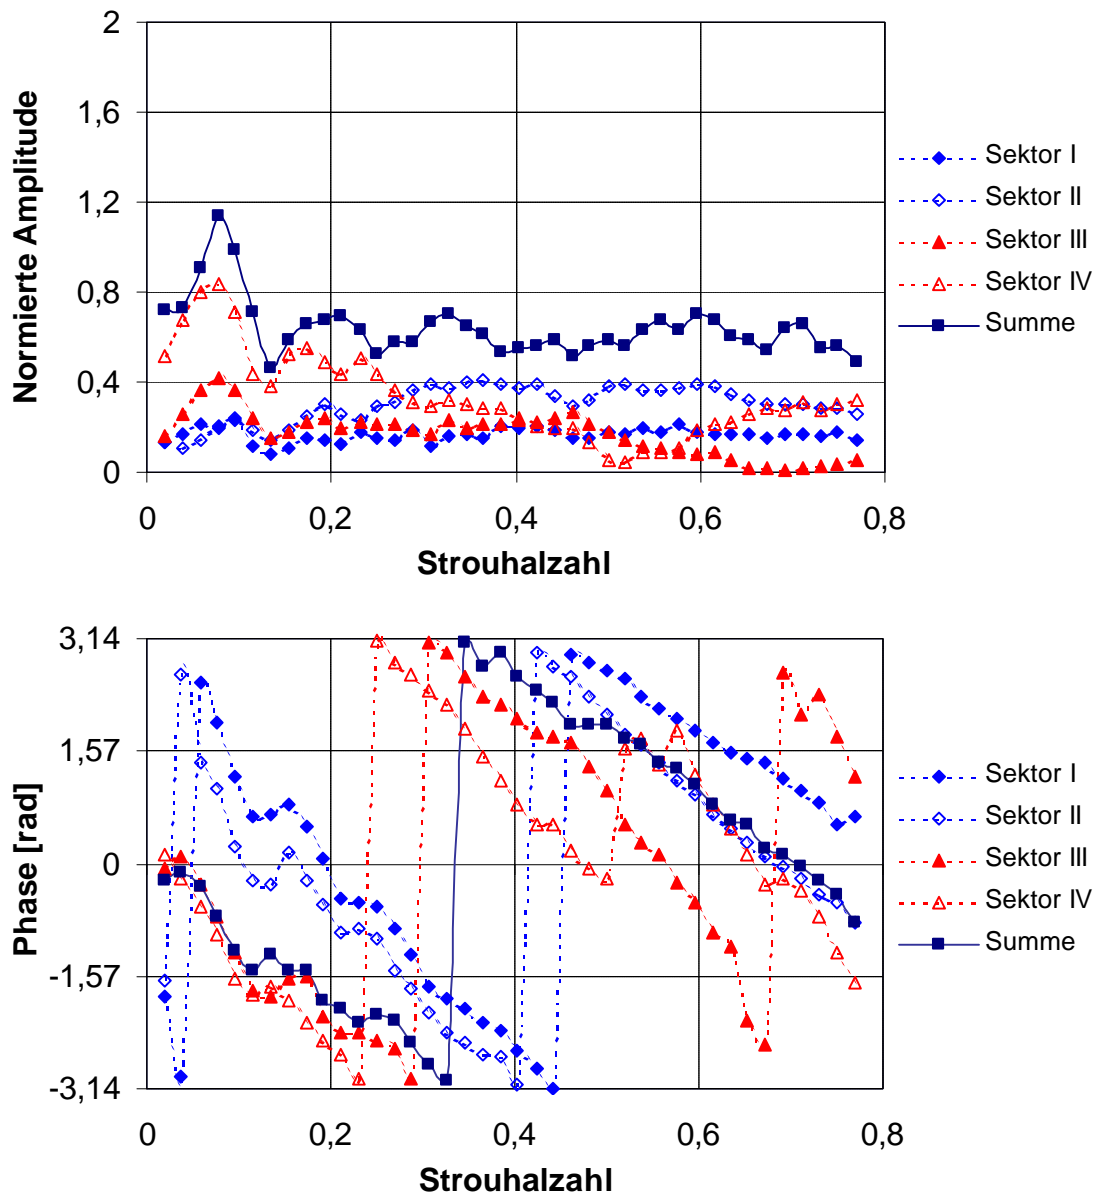 2
1,6
1,2
0,8
0,4
0
Normierte Amplitude
0
0,2
0,4
0,6
0,8
Strouhalzahl
Sektor I
Sektor II
Sektor III
Sektor IV
Summe
3,14
1,57
0
-1,57
-3,14
Phase [rad]
0
0,2
0,4
0,6
0,8
Strouhalzahl
Sektor I
Sektor II
Sektor III
Sektor IV
Summe